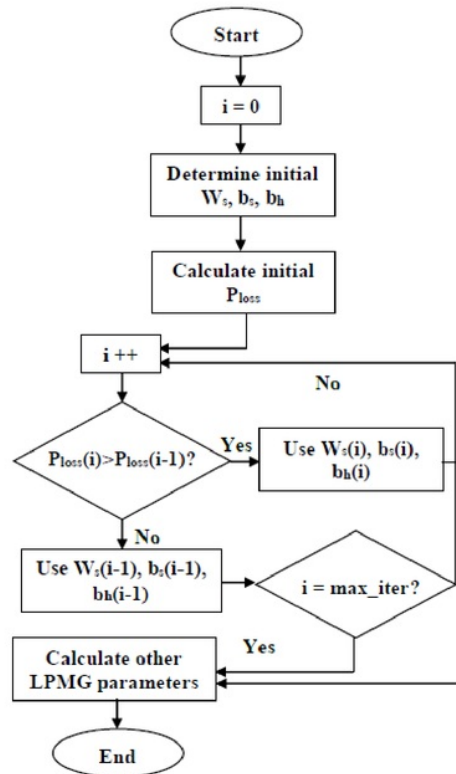 Start
i = 0
Determine initial
Wₛ, bₛ, bₕ
Calculate initial
Pₗₒₛₛ
i ++
No
Pₗₒₛₛ(i)>Pₗₒₛₛ(i-1)?
Yes
Use Wₛ(i), bₛ(i),
bₕ(i)
No
Use Wₛ(i-1), bₛ(i-1),
bₕ(i-1)
i = max_iter?
Yes
Calculate other
LPMG parameters
End